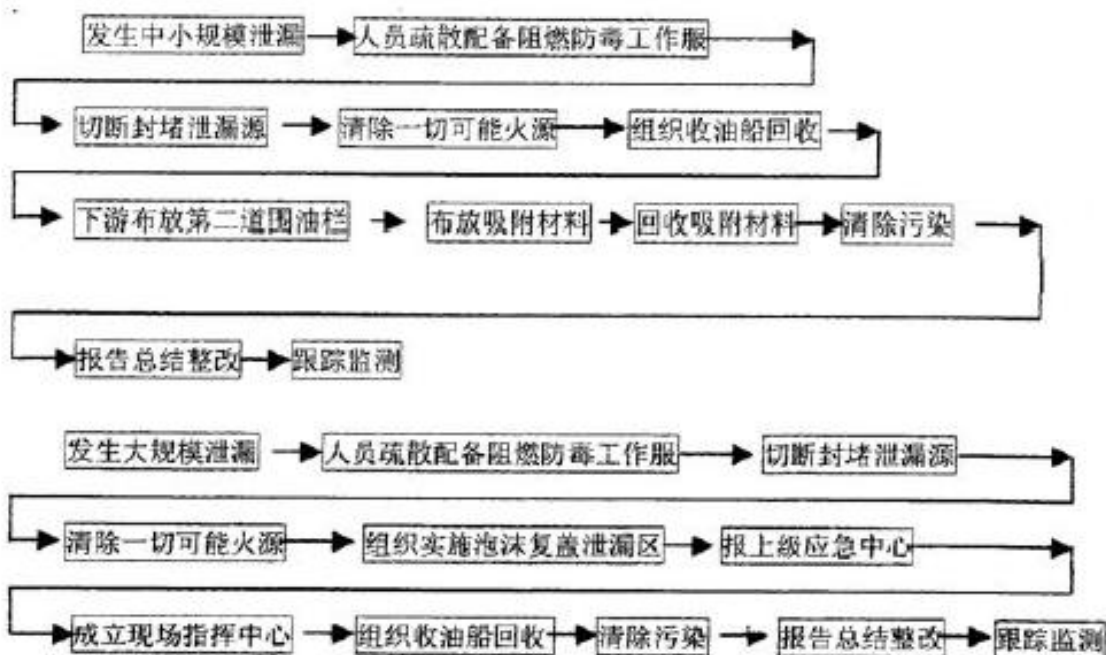 发生中小规模泄漏 人员疏散配备阻燃防毒工作服
切断封堵泄漏源 清除一切可能火源 组织收油船回收
下游布放第二道围油栏 布放吸附材料 回收吸附材料 清除污染
报告总结整改 跟踪监测
发生大规模泄漏 人员疏散配备阻燃防毒工作服 切断封堵泄漏源
清除一切可能火源 组织实施泡沫复盖泄漏区 报上级应急中心
成立现场指挥中心 组织收油船回收 清除污染 报告总结整改 跟踪监测